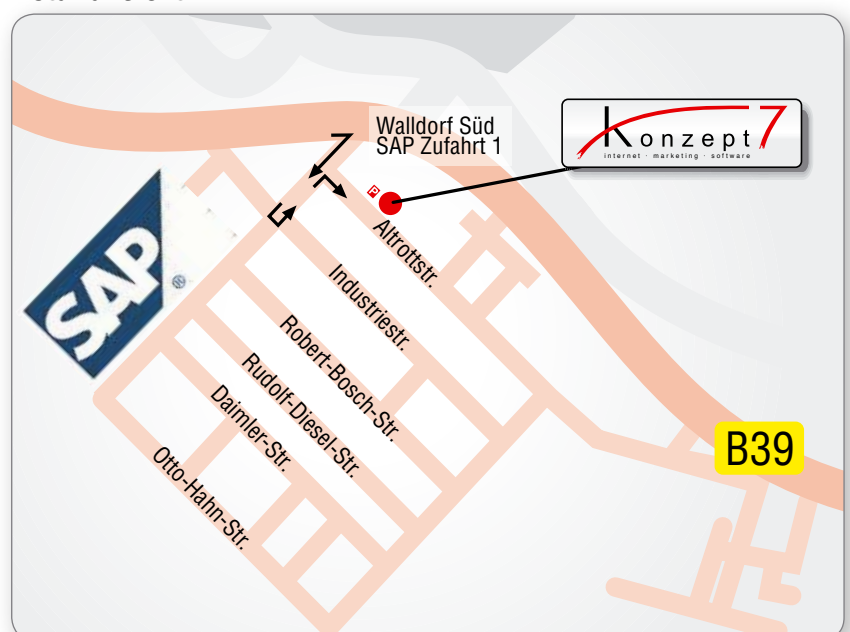 Walldorf Süd
SAP Zufahrt 1
Konzept 7
internet · marketing · software
P
SAP
®
Altrottstr.
Industriestr.
Robert-Bosch-Str.
Rudolf-Diesel-Str.
Daimler-Str.
Otto-Hahn-Str.
B39